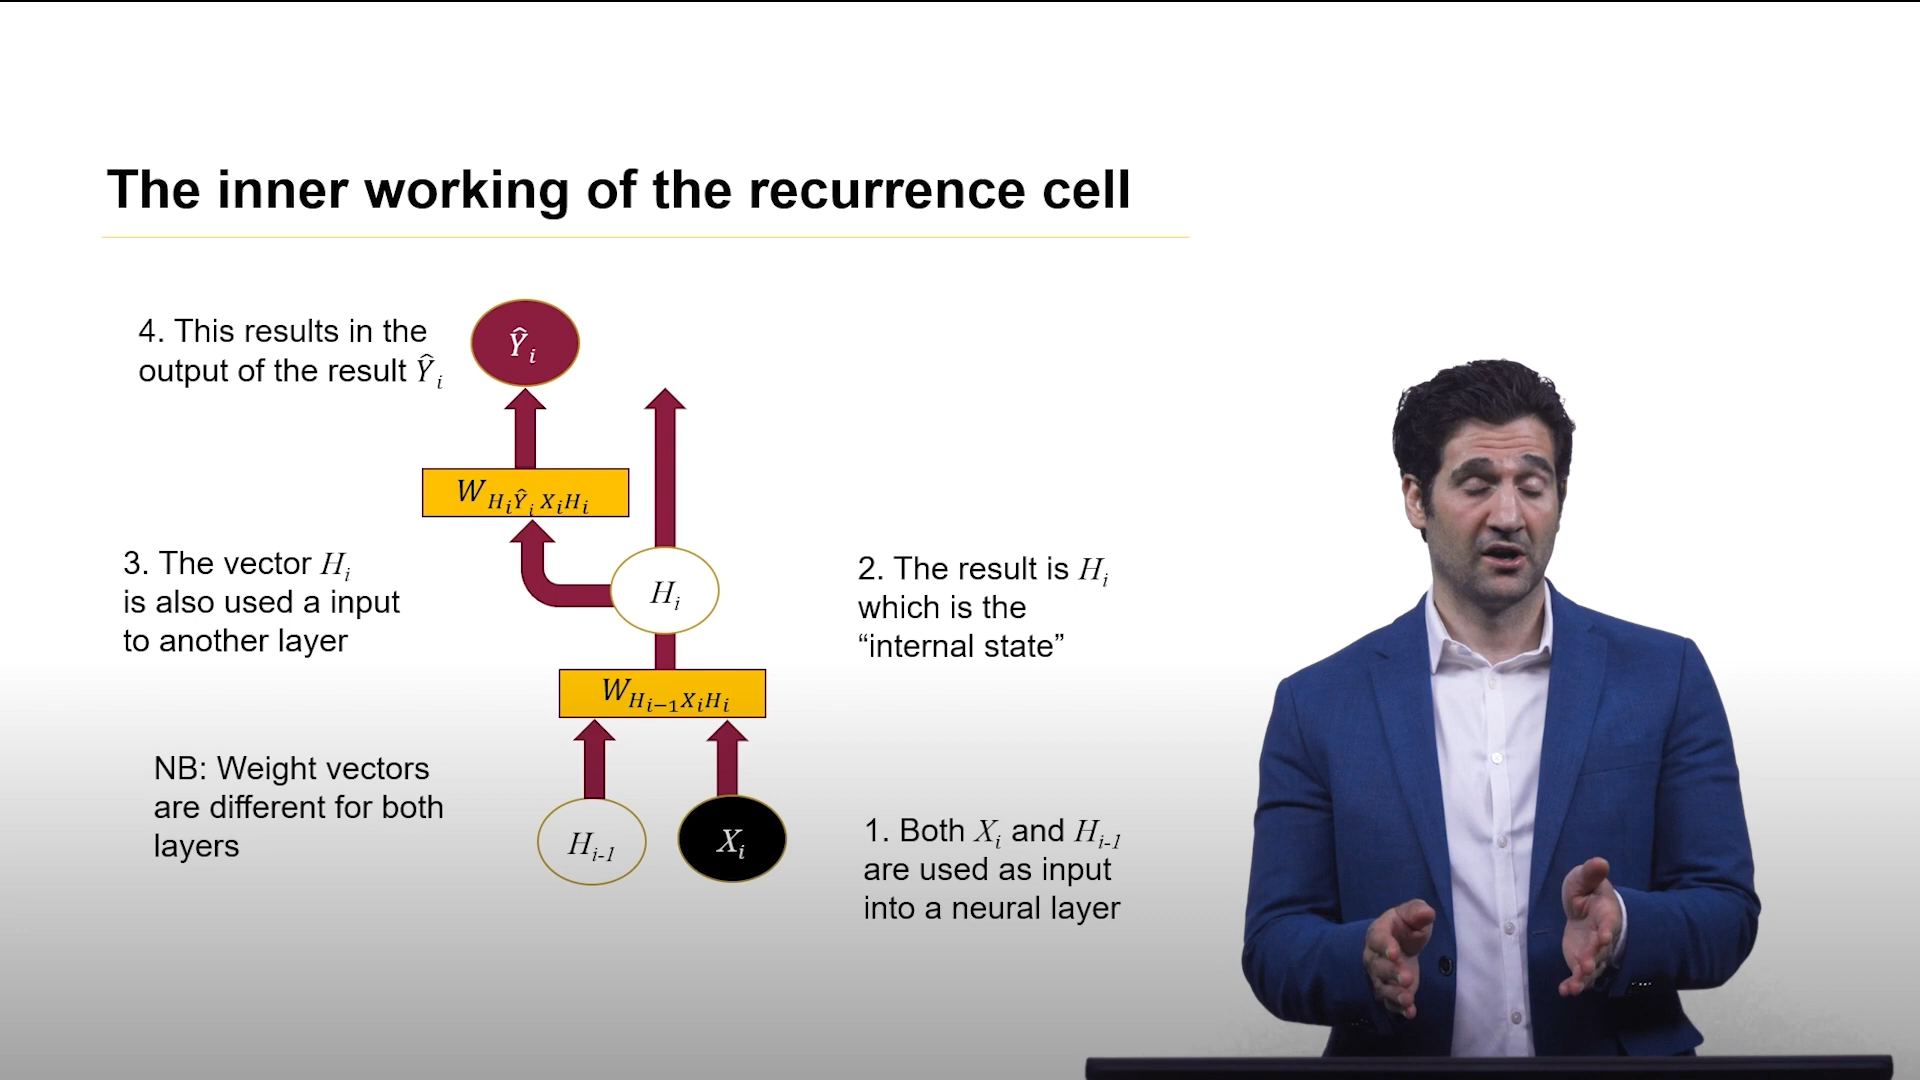 The inner working of the recurrence cell
4. This results in the
output of the result Ŷi
Ŷi
WHiŶi XiHi
3. The vector Hi
is also used a input
to another layer
Hi
2. The result is Hi
which is the
“internal state”
WHi−1XiHi
NB: Weight vectors
are different for both
layers
Hi-1
Xi
1. Both Xi and Hi-1
are used as input
into a neural layer